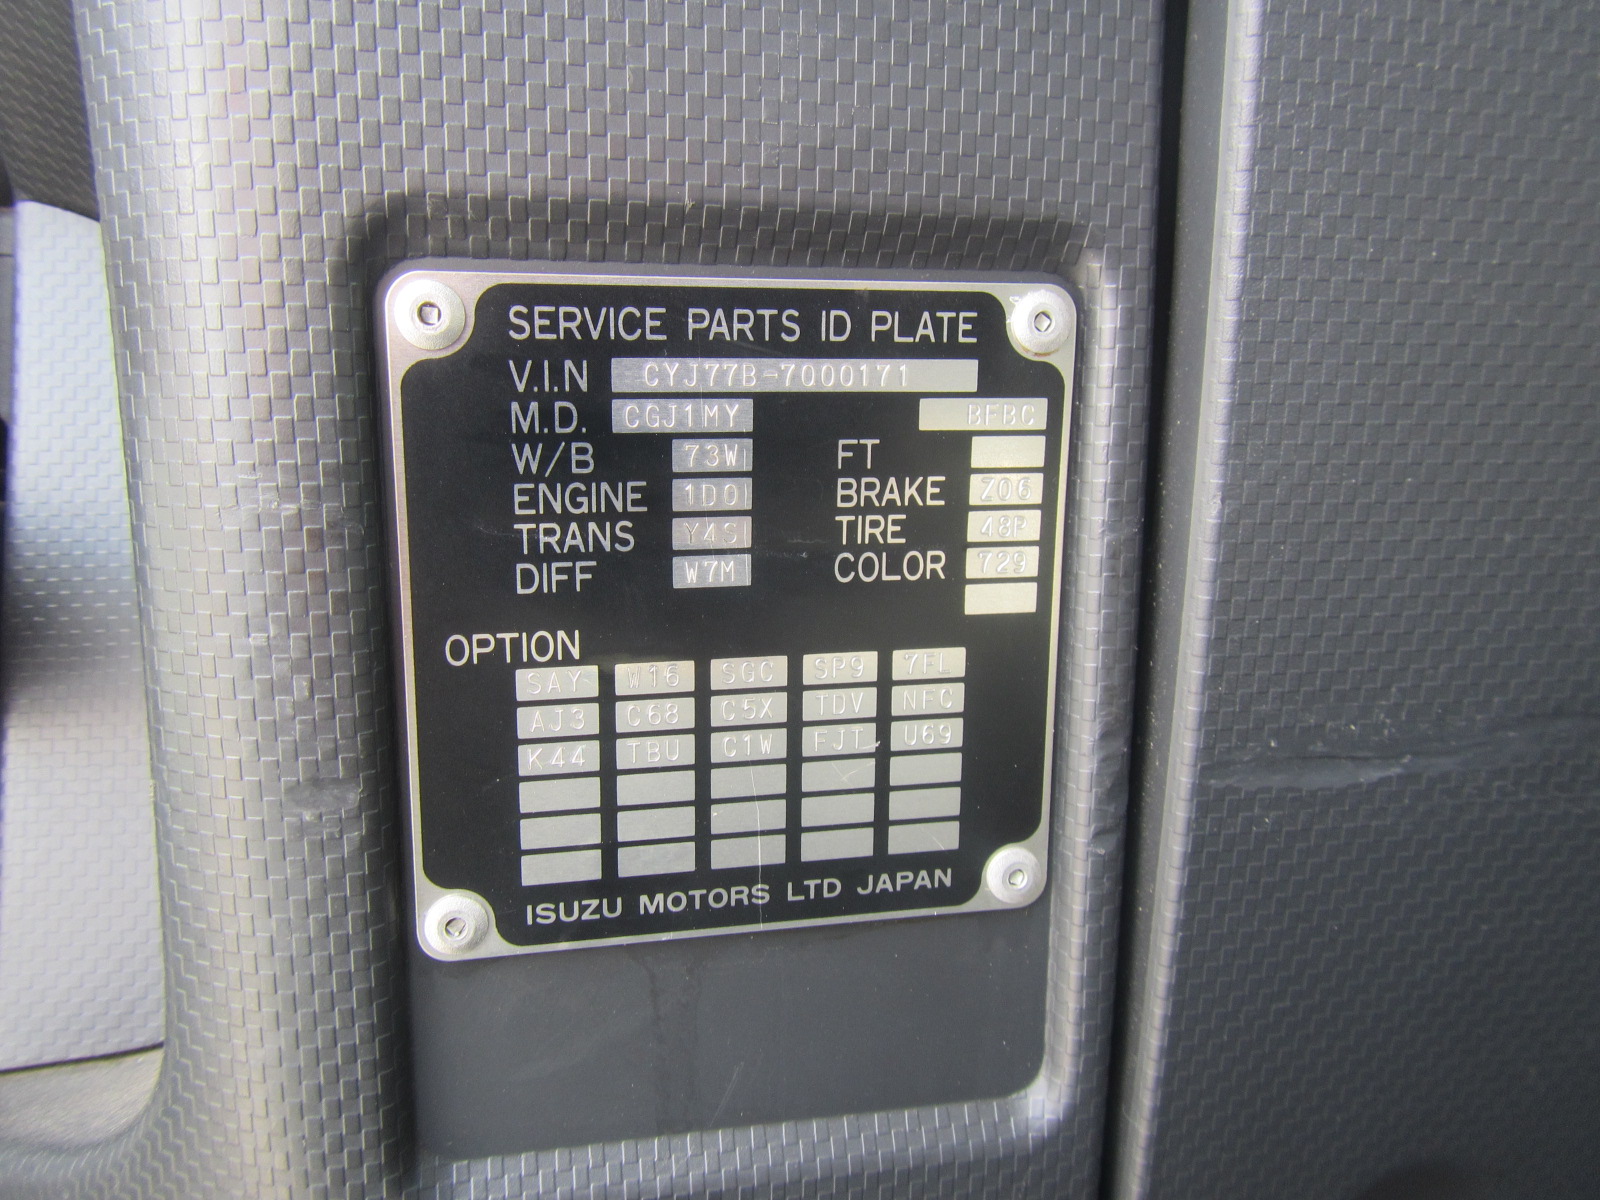 SERVICE PARTS ID PLATE
V.I.N CYJ77B-7000171
M.D. CGJ1MY BFBC
W/B 73W FT
ENGINE 1D0 BRAKE Z06
TRANS Y4S TIRE 48P
DIFF W7M COLOR 729
OPTION
SAY W16 SGC SP9 7FL
AJ3 C68 C5X TDV NFC
K44 TBU C1W FJT U69
ISUZU MOTORS LTD JAPAN